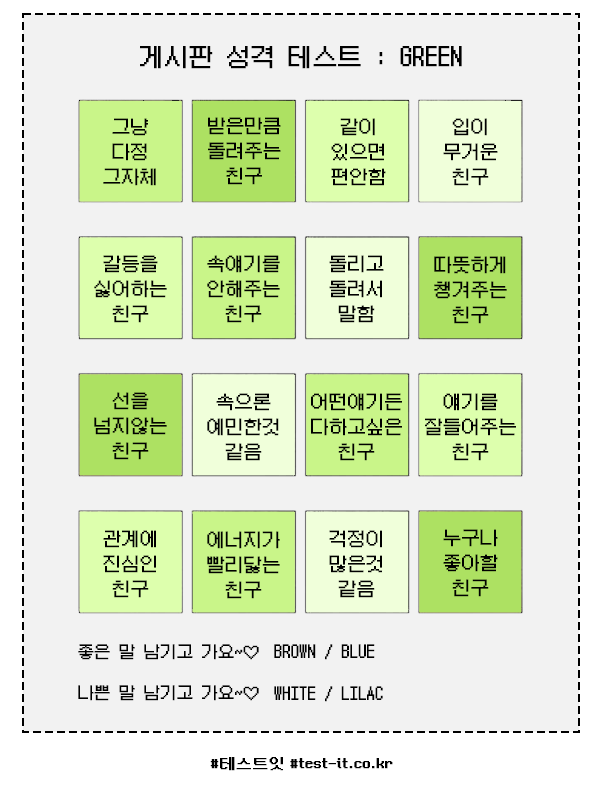 게시판 성격 테스트 : GREEN
그냥
다정
그자체
받은만큼
돌려주는
친구
같이
있으면
편안함
입이
무거운
친구
갈등을
싫어하는
친구
속얘기를
안해주는
친구
돌리고
돌려서
말함
따뜻하게
챙겨주는
친구
선을
넘지않는
친구
속으론
예민한것
같음
어떤얘기든
다하고싶은
친구
얘기를
잘들어주는
친구
관계에
진심인
친구
에너지가
빨리닳는
친구
걱정이
많은것
같음
누구나
좋아할
친구
좋은 말 남기고 가요~♡ BROWN / BLUE
나쁜 말 남기고 가요~♡ WHITE / LILAC
#테스트잇 #test-it.co.kr